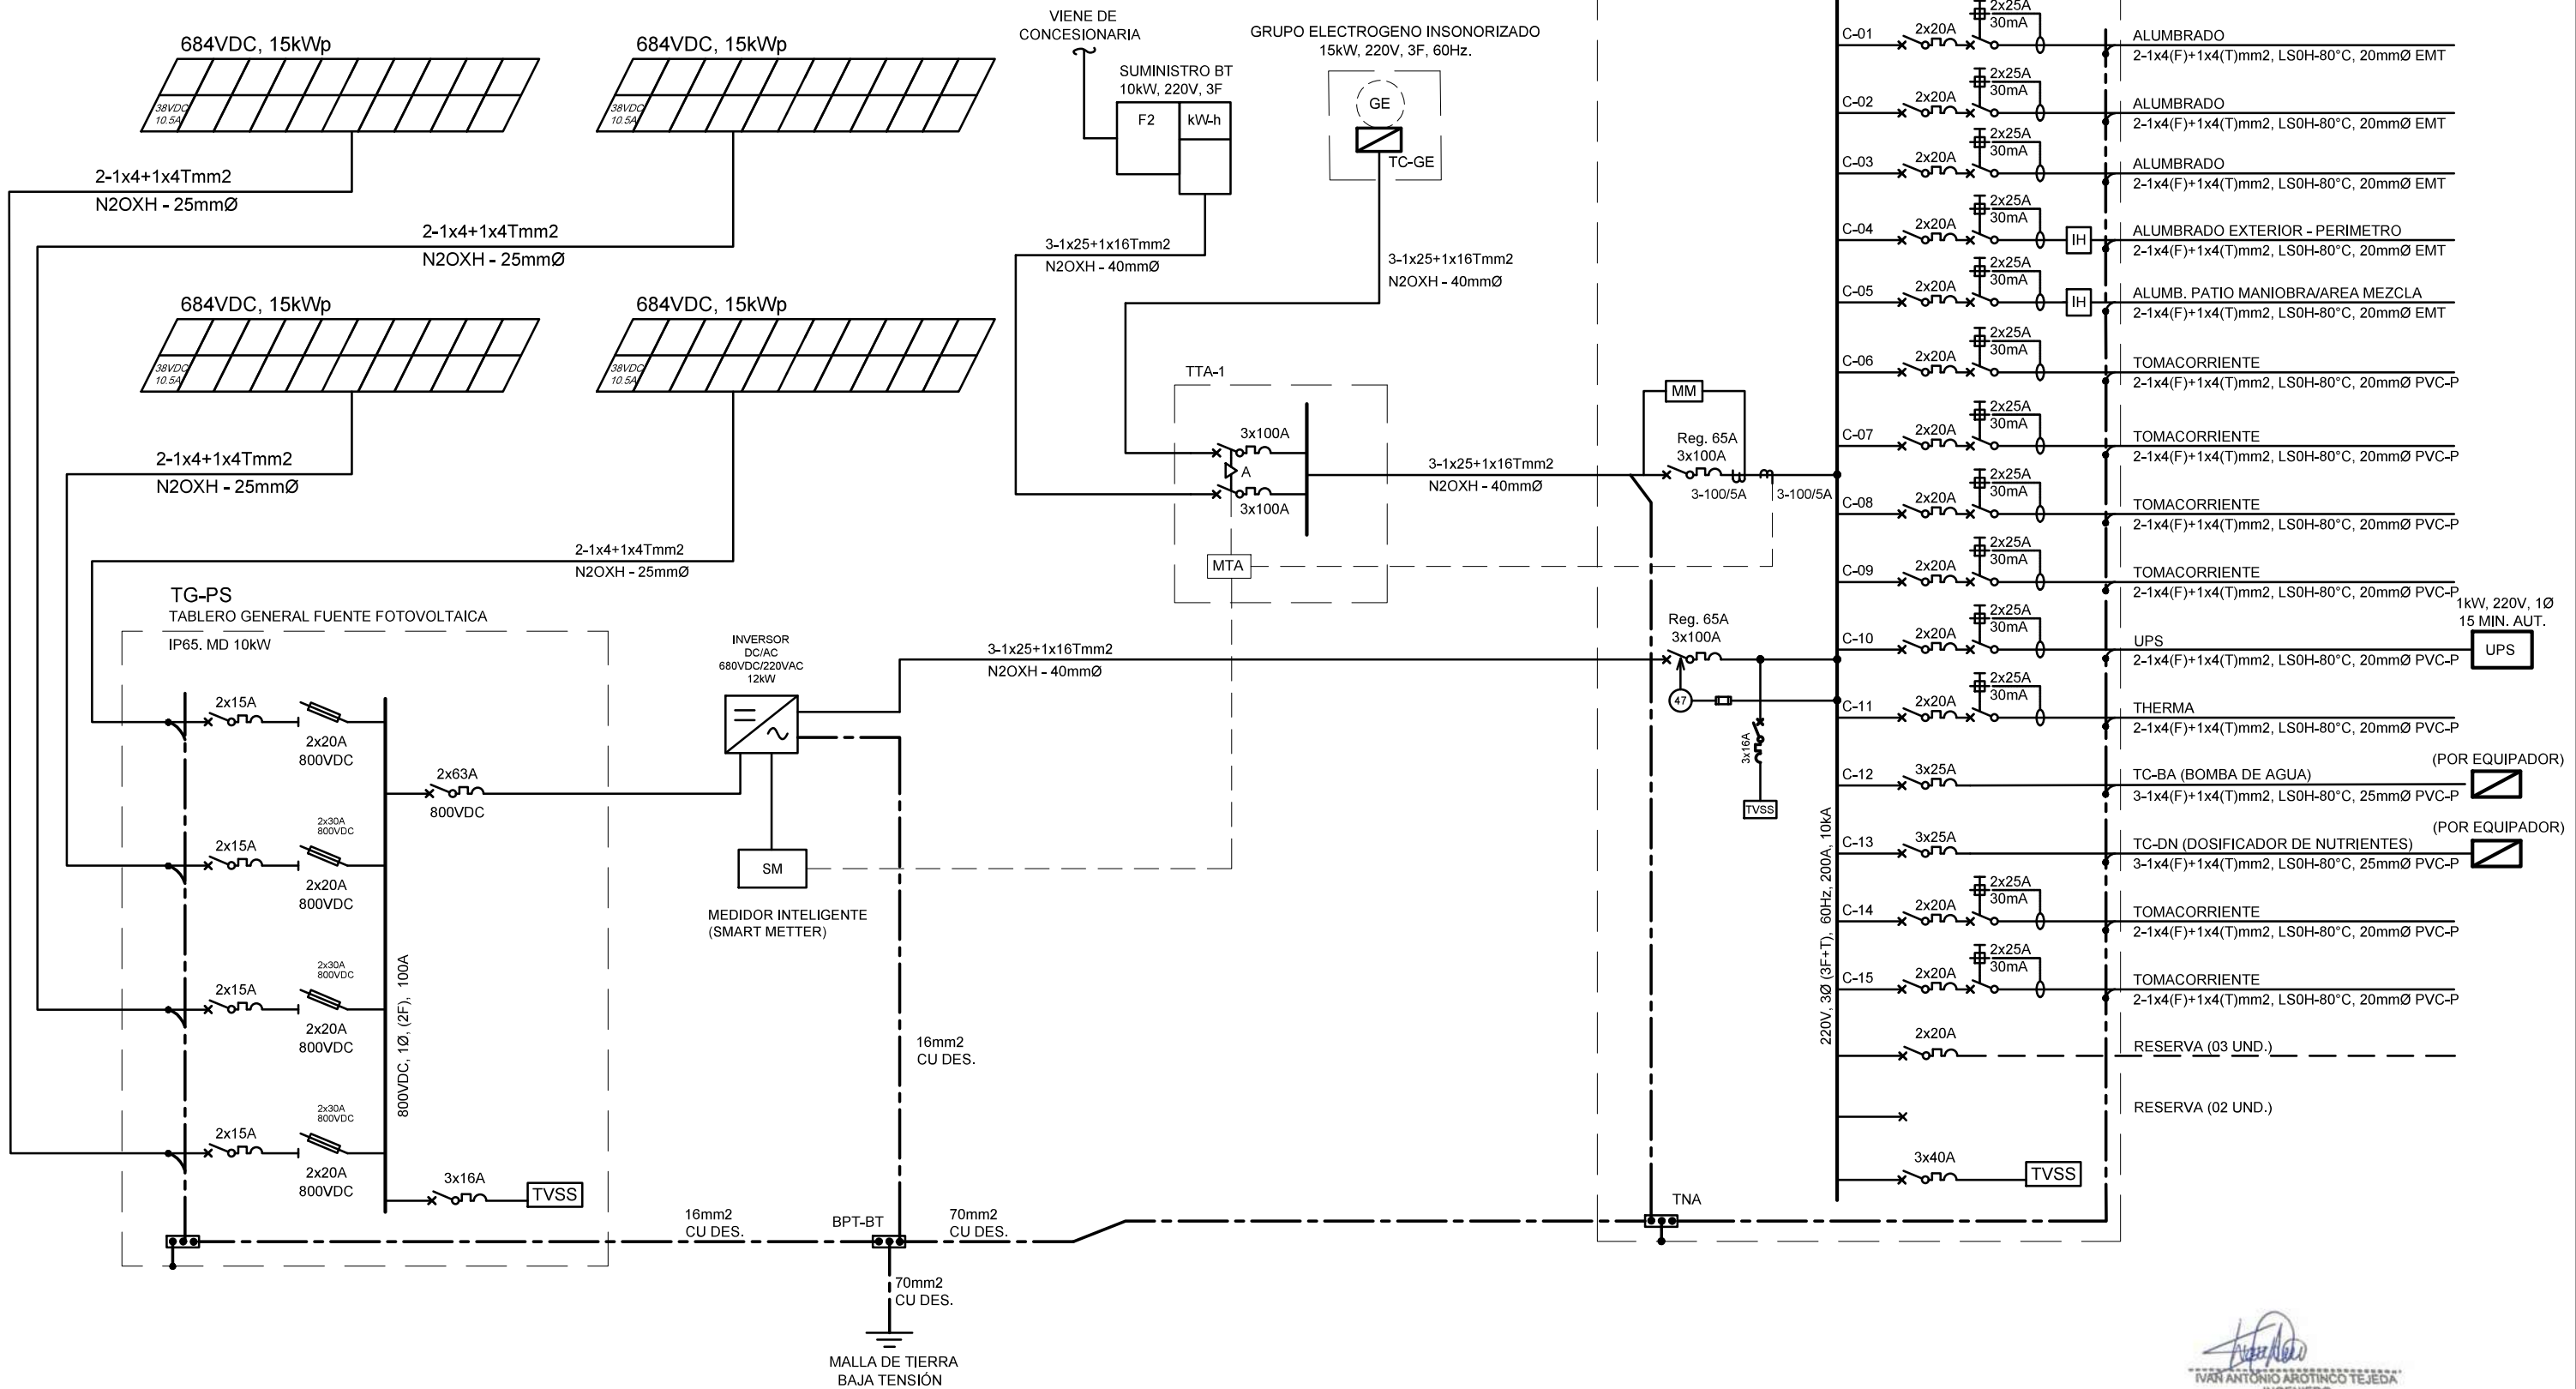 684VDC, 15kWp
38VDC
10.5A
2-1x4+1x4Tmm2
N2OXH - 25mmØ
684VDC, 15kWp
38VDC
10.5A
2-1x4+1x4Tmm2
N2OXH - 25mmØ
684VDC, 15kWp
38VDC
10.5A
2-1x4+1x4Tmm2
N2OXH - 25mmØ
684VDC, 15kWp
38VDC
10.5A
2-1x4+1x4Tmm2
N2OXH - 25mmØ
TG-PS
TABLERO GENERAL FUENTE FOTOVOLTAICA
IP65. MD 10kW
2x15A
2x20A
800VDC
2x63A
800VDC
2x30A
800VDC
2x15A
2x20A
800VDC
2x30A
800VDC
2x15A
2x20A
800VDC
2x30A
800VDC
2x15A
2x20A
800VDC
800VDC, 1Ø, (2F), 100A
3x16A
TVSS
INVERSOR
DC/AC
680VDC/220VAC
12kW
SM
MEDIDOR INTELIGENTE
(SMART METTER)
16mm2
CU DES.
16mm2
CU DES.
BPT-BT
70mm2
CU DES.
70mm2
CU DES.
MALLA DE TIERRA
BAJA TENSIÓN
VIENE DE
CONCESIONARIA
SUMINISTRO BT
10kW, 220V, 3F
F2
kW-h
3-1x25+1x16Tmm2
N2OXH - 40mmØ
GRUPO ELECTROGENO INSONORIZADO
15kW, 220V, 3F, 60Hz.
GE
TC-GE
3-1x25+1x16Tmm2
N2OXH - 40mmØ
TTA-1
3x100A
A
3x100A
MTA
3-1x25+1x16Tmm2
N2OXH - 40mmØ
3-1x25+1x16Tmm2
N2OXH - 40mmØ
MM
Reg. 65A
3x100A
3-100/5A
3-100/5A
Reg. 65A
3x100A
47
3x16A
TVSS
TNA
220V, 3Ø (3F+T), 60Hz, 200A, 10kA
C-01
2x20A
2x25A
30mA
ALUMBRADO
2-1x4(F)+1x4(T)mm2, LS0H-80°C, 20mmØ EMT
C-02
2x20A
2x25A
30mA
ALUMBRADO
2-1x4(F)+1x4(T)mm2, LS0H-80°C, 20mmØ EMT
C-03
2x20A
2x25A
30mA
ALUMBRADO
2-1x4(F)+1x4(T)mm2, LS0H-80°C, 20mmØ EMT
C-04
2x20A
2x25A
30mA
IH
ALUMBRADO EXTERIOR - PERIMETRO
2-1x4(F)+1x4(T)mm2, LS0H-80°C, 20mmØ EMT
C-05
2x20A
2x25A
30mA
IH
ALUMB. PATIO MANIOBRA/AREA MEZCLA
2-1x4(F)+1x4(T)mm2, LS0H-80°C, 20mmØ EMT
C-06
2x20A
2x25A
30mA
TOMACORRIENTE
2-1x4(F)+1x4(T)mm2, LS0H-80°C, 20mmØ PVC-P
C-07
2x20A
2x25A
30mA
TOMACORRIENTE
2-1x4(F)+1x4(T)mm2, LS0H-80°C, 20mmØ PVC-P
C-08
2x20A
2x25A
30mA
TOMACORRIENTE
2-1x4(F)+1x4(T)mm2, LS0H-80°C, 20mmØ PVC-P
C-09
2x20A
2x25A
30mA
TOMACORRIENTE
2-1x4(F)+1x4(T)mm2, LS0H-80°C, 20mmØ PVC-P
C-10
2x20A
2x25A
30mA
UPS
2-1x4(F)+1x4(T)mm2, LS0H-80°C, 20mmØ PVC-P
1kW, 220V, 1Ø
15 MIN. AUT.
UPS
C-11
2x20A
2x25A
30mA
THERMA
2-1x4(F)+1x4(T)mm2, LS0H-80°C, 20mmØ PVC-P
C-12
3x25A
TC-BA (BOMBA DE AGUA)
3-1x4(F)+1x4(T)mm2, LS0H-80°C, 25mmØ PVC-P
(POR EQUIPADOR)
C-13
3x25A
TC-DN (DOSIFICADOR DE NUTRIENTES)
3-1x4(F)+1x4(T)mm2, LS0H-80°C, 25mmØ PVC-P
(POR EQUIPADOR)
C-14
2x20A
2x25A
30mA
TOMACORRIENTE
2-1x4(F)+1x4(T)mm2, LS0H-80°C, 20mmØ PVC-P
C-15
2x20A
2x25A
30mA
TOMACORRIENTE
2-1x4(F)+1x4(T)mm2, LS0H-80°C, 20mmØ PVC-P
2x20A
RESERVA (03 UND.)
RESERVA (02 UND.)
3x40A
TVSS
IVAN ANTONIO AROTINCO TEJEDA